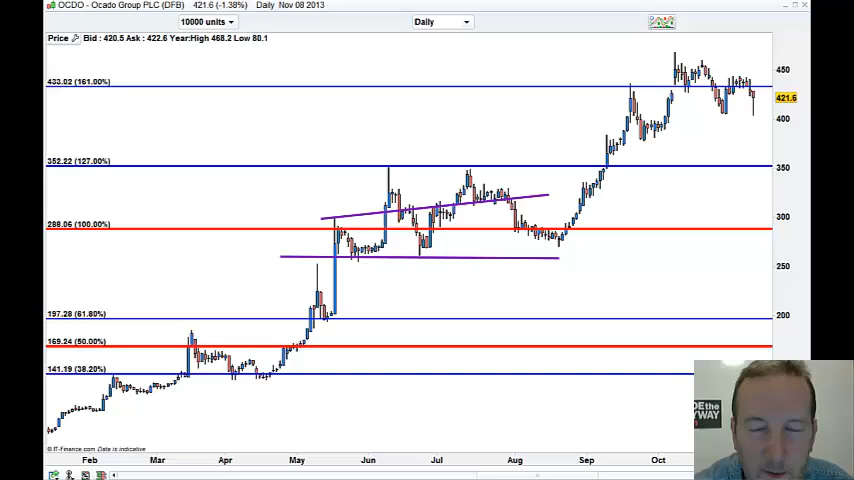 OCDO - Ocado Group PLC (DFB) 421.6 (-1.38%) Daily Nov 08 2013
10000 units Daily
Price Bid : 420.5 Ask : 422.6 Year:High 468.2 Low 80.1
433.02 (161.00%)
352.22 (127.00%)
288.06 (100.00%)
197.28 (61.80%)
169.24 (50.00%)
141.19 (38.20%)
450
421.6
400
350
300
250
200
© IT-Finance.com Data is indicative
Feb Mar Apr May Jun Jul Aug Sep Oct
DE the
YWAY